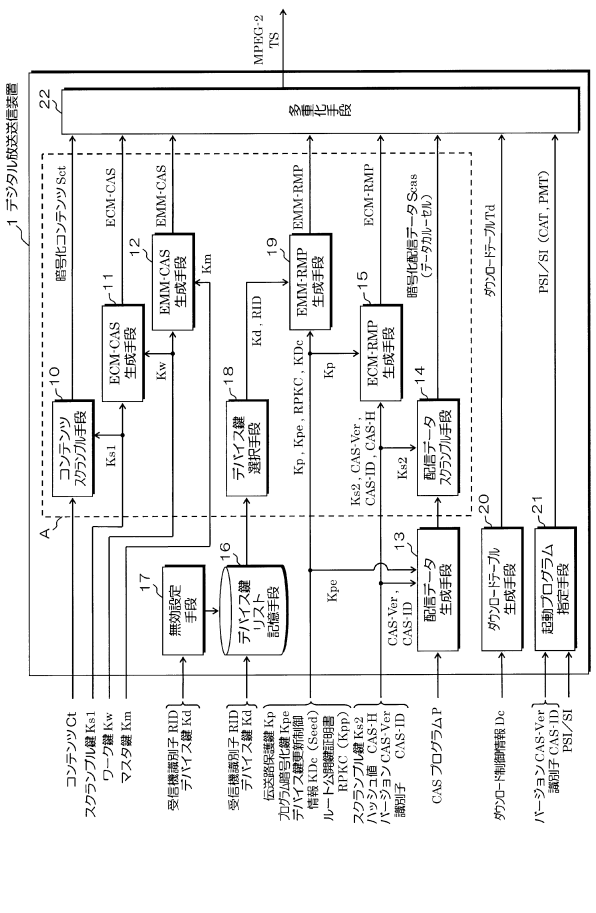 1 デジタル放送送信装置
MPEG-2
TS
22
多重化手段
暗号化コンテンツ Sct
ECM-CAS
EMM-CAS
EMM-RMP
ECM-RMP
暗号化配信データ Scas
(データカルーセル)
ダウンロードテーブルTd
PSI/SI (CAT, PMT)
A
10
コンテンツ
スクランブル手段
Ks1
11
ECM-CAS
生成手段
Kw
12
EMM-CAS
生成手段
Km
17
無効設定
手段
16
デバイス鍵
リスト
記憶手段
18
デバイス鍵
選択手段
Kd , RID
19
EMM-RMP
生成手段
Kp , Kpe , RPKC , KDc
Kp
15
ECM-RMP
生成手段
Ks2 , CAS-Ver ,
CAS-ID , CAS-H
Ks2
14
配信データ
スクランブル手段
Kpe
CAS-Ver ,
CAS-ID
13
配信データ
生成手段
20
ダウンロードテーブル
生成手段
21
起動プログラム
指定手段
コンテンツ Ct
スクランブル鍵 Ks1
ワーク鍵 Kw
マスタ鍵 Km
受信機識別子 RID
デバイス鍵 Kd
受信機識別子 RID
デバイス鍵 Kd
伝送路保護鍵 Kp
プログラム暗号化鍵 Kpe
デバイス鍵更新制御
情報 KDc (Seed)
ルート公開鍵証明書
RPKC (Kpp)
スクランブル鍵 Ks2
ハッシュ値 CAS-H
バージョン CAS-Ver
識別子 CAS-ID
CAS プログラム P
ダウンロード制御情報 Dc
バージョン CAS-Ver
識別子 CAS-ID
PSI/SI